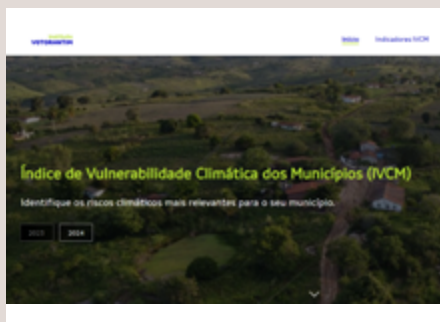 VOTORANTIM
Início
Indicadores IVCM
Índice de Vulnerabilidade Climática dos Municípios (IVCM)
Identifique os riscos climáticos mais relevantes para o seu município.
2023
2024